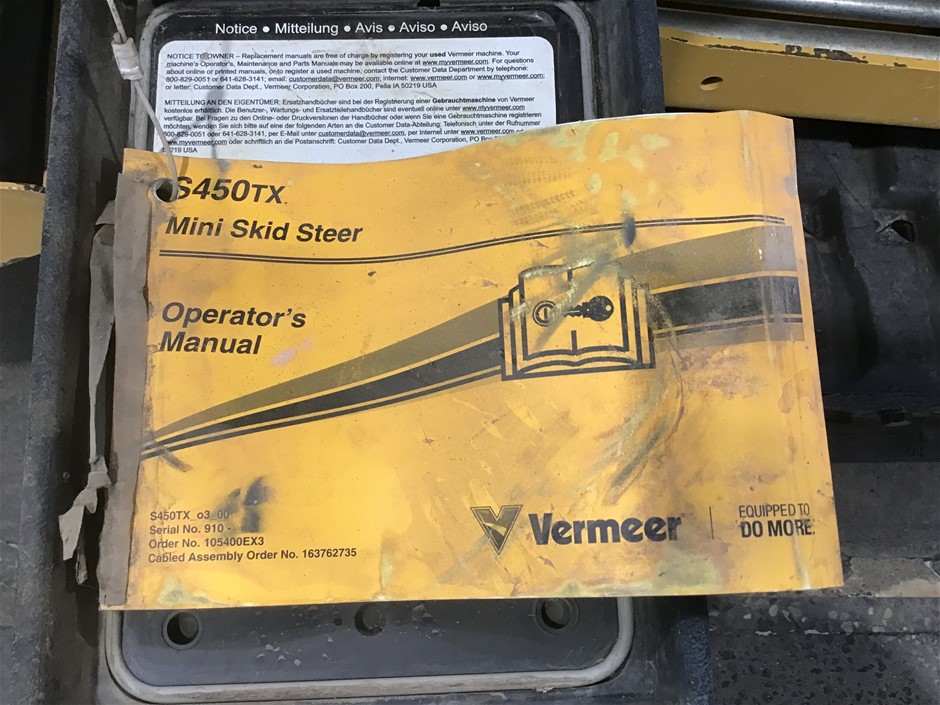 Notice ● Mitteilung ● Avis ● Aviso ● Aviso
NOTICE TO OWNER – Replacement manuals are free of charge by registering your used Vermeer machine. Your
machine's Operator's, Maintenance and Parts Manuals may be available online at www.myvermeer.com. For questions
about online or printed manuals, or to register a used machine, contact the Customer Data Department by telephone:
800-829-0051 or 641-628-3141; email: customerdata@vermeer.com; internet: www.vermeer.com or www.myvermeer.com;
or letter: Customer Data Dept., Vermeer Corporation, PO Box 200, Pella IA 50219 USA
MITTEILUNG AN DEN EIGENTÜMER: Ersatzhandbücher sind bei der Registrierung einer Gebrauchtmaschine von Vermeer
kostenlos erhältlich. Die Benutzer-, Wartungs- und Ersatzteilehandbücher sind eventuell online unter www.myvermeer.com
verfügbar. Bei Fragen zu den Online- oder Druckversionen der Handbücher oder wenn Sie eine Gebrauchtmaschine registrieren
möchten, wenden Sie sich bitte auf eine der folgenden Arten an die Customer Data-Abteilung: Telefonisch unter der Rufnummer
800-829-0051 oder 641-628-3141, per E-Mail unter customerdata@vermeer.com, per Internet unter www.vermeer.com
www.myvermeer.com oder schriftlich an die Postanschrift: Customer Data Dept., Vermeer Corporation, PO Box
219 USA
S450TX
Mini Skid Steer
Operator's
Manual
S450TX_o3_00
Serial No. 910 -
Order No. 105400EX3
Cabled Assembly Order No. 163762735
Vermeer
EQUIPPED TO
DO MORE.